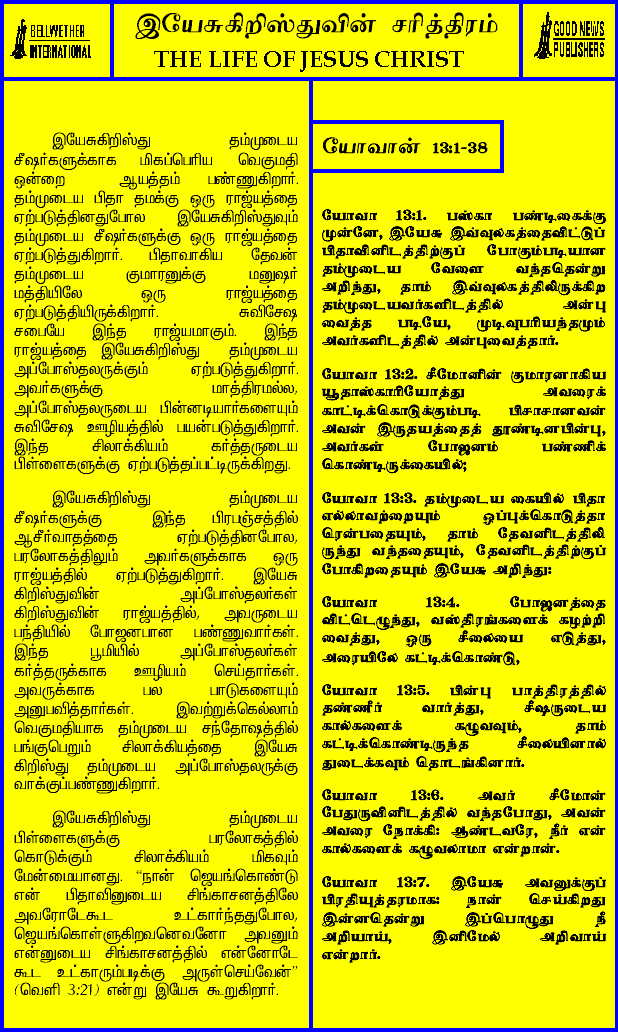 BELLWETHER
INTERNATIONAL
இயேசுகிறிஸ்துவின் சரித்திரம்
THE LIFE OF JESUS CHRIST
GOOD NEWS
PUBLISHERS
இயேசுகிறிஸ்து தம்முடைய
சீஷர்களுக்காக மிகப்பெரிய வெகுமதி
ஒன்றை ஆயத்தம் பண்ணுகிறார்.
தம்முடைய பிதா தமக்கு ஒரு ராஜ்யத்தை
ஏற்படுத்தினதுபோல இயேசுகிறிஸ்துவும்
தம்முடைய சீஷர்களுக்கு ஒரு ராஜ்யத்தை
ஏற்படுத்துகிறார். பிதாவாகிய தேவன்
தம்முடைய குமாரனுக்கு மனுஷர்
மத்தியிலே ஒரு ராஜ்யத்தை
ஏற்படுத்தியிருக்கிறார். சுவிசேஷ
சபையே இந்த ராஜ்யமாகும். இந்த
ராஜ்யத்தை இயேசுகிறிஸ்து தம்முடைய
அப்போஸ்தலருக்கும் ஏற்படுத்துகிறார்.
அவர்களுக்கு மாத்திரமல்ல,
அப்போஸ்தலருடைய பின்னடியார்களையும்
சுவிசேஷ ஊழியத்தில் பயன்படுத்துகிறார்.
இந்த சிலாக்கியம் கர்த்தருடைய
பிள்ளைகளுக்கு ஏற்படுத்தப்பட்டிருக்கிறது.
இயேசுகிறிஸ்து தம்முடைய
சீஷர்களுக்கு இந்த பிரபஞ்சத்தில்
ஆசீர்வாதத்தை ஏற்படுத்தினபோல,
பரலோகத்திலும் அவர்களுக்காக ஒரு
ராஜ்யத்தில் ஏற்படுத்துகிறார். இயேசு
கிறிஸ்துவின் அப்போஸ்தலர்கள்
கிறிஸ்துவின் ராஜ்யத்தில், அவருடைய
பந்தியில் போஜனபான பண்ணுவார்கள்.
இந்த பூமியில் அப்போஸ்தலர்கள்
கர்த்தருக்காக ஊழியம் செய்தார்கள்.
அவருக்காக பல பாடுகளையும்
அனுபவித்தார்கள். இவற்றுக்கெல்லாம்
வெகுமதியாக தம்முடைய சந்தோஷத்தில்
பங்குபெறும் சிலாக்கியத்தை இயேசு
கிறிஸ்து தம்முடைய அப்போஸ்தலருக்கு
வாக்குப்பண்ணுகிறார்.
இயேசுகிறிஸ்து தம்முடைய
பிள்ளைகளுக்கு பரலோகத்தில்
கொடுக்கும் சிலாக்கியம் மிகவும்
மேன்மையானது. "நான் ஜெயங்கொண்டு
என் பிதாவினுடைய சிங்காசனத்திலே
அவரோடேகூட உட்கார்ந்ததுபோல,
ஜெயங்கொள்ளுகிறவனெவனோ அவனும்
என்னுடைய சிங்காசனத்தில் என்னோடே
கூட உட்காரும்படிக்கு அருள்செய்வேன்"
(வெளி 3:21) என்று இயேசு கூறுகிறார்.
யோவான் 13:1-38
யோவா 13:1. பஸ்கா பண்டிகைக்கு
முன்னே, இயேசு இவ்வுலகத்தைவிட்டுப்
பிதாவினிடத்திற்குப் போகும்படியான
தம்முடைய வேளை வந்ததென்று
அறிந்து, தாம் இவ்வுலகத்திலிருக்கிற
தம்முடையவர்களிடத்தில் அன்பு
வைத்த படியே, முடிவுபரியந்தமும்
அவர்களிடத்தில் அன்புவைத்தார்.
யோவா 13:2. சீமோனின் குமாரனாகிய
யூதாஸ்காரியோத்து அவரைக்
காட்டிக்கொடுக்கும்படி பிசாசானவன்
அவன் இருதயத்தைத் தூண்டினபின்பு,
அவர்கள் போஜனம் பண்ணிக்
கொண்டிருக்கையில்;
யோவா 13:3. தம்முடைய கையில் பிதா
எல்லாவற்றையும் ஒப்புக்கொடுத்தா
ரென்பதையும், தாம் தேவனிடத்திலி
ருந்து வந்ததையும், தேவனிடத்திற்குப்
போகிறதையும் இயேசு அறிந்து:
யோவா 13:4. போஜனத்தை
விட்டெழுந்து, வஸ்திரங்களைக் கழற்றி
வைத்து, ஒரு சீலையை எடுத்து,
அரையிலே கட்டிக்கொண்டு,
யோவா 13:5. பின்பு பாத்திரத்தில்
தண்ணீர் வார்த்து, சீஷருடைய
கால்களைக் கழுவவும், தாம்
கட்டிக்கொண்டிருந்த சீலையினால்
துடைக்கவும் தொடங்கினார்.
யோவா 13:6. அவர் சீமோன்
பேதுருவினிடத்தில் வந்தபோது, அவன்
அவரை நோக்கி: ஆண்டவரே, நீர் என்
கால்களைக் கழுவலாமா என்றான்.
யோவா 13:7. இயேசு அவனுக்குப்
பிரதியுத்தரமாக: நான் செய்கிறது
இன்னதென்று இப்பொழுது நீ
அறியாய், இனிமேல் அறிவாய்
என்றார்.